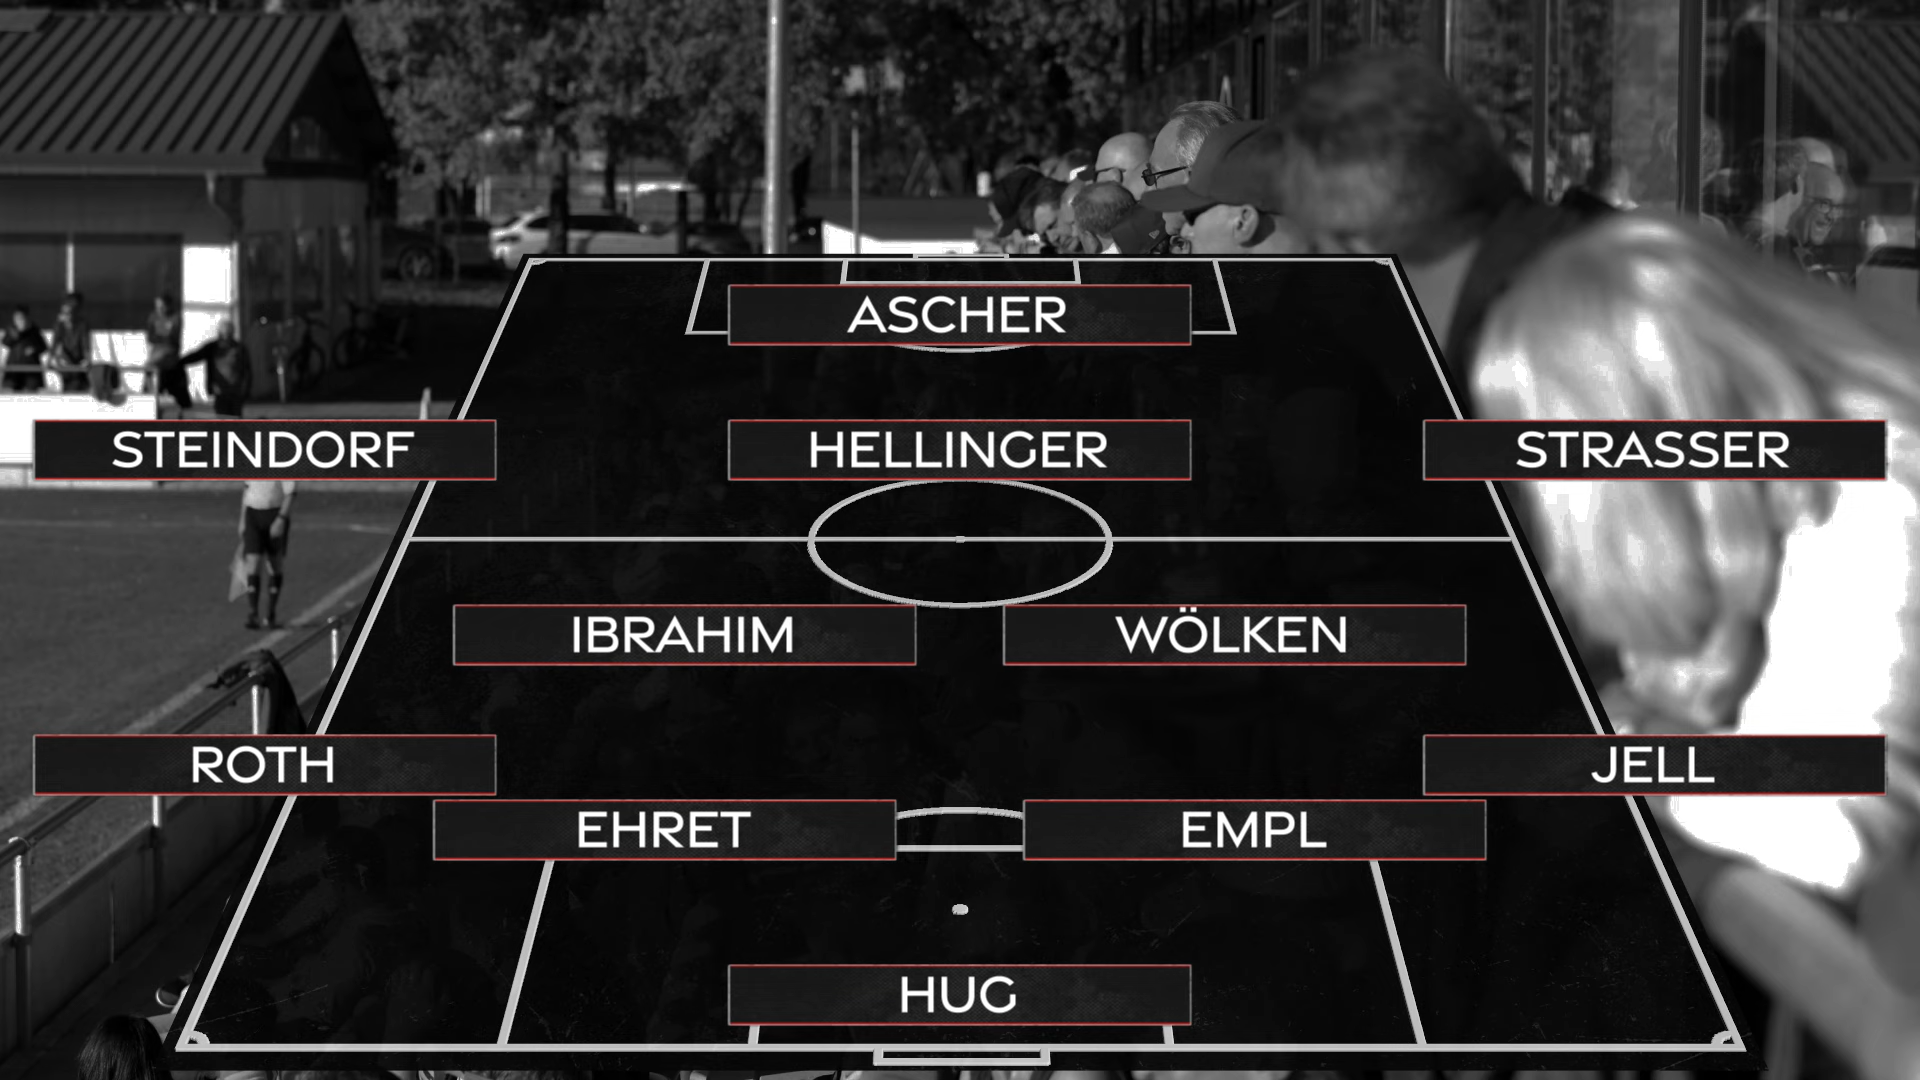 ASCHER
STEINDORF
HELLINGER
STRASSER
IBRAHIM
WÖLKEN
ROTH
JELL
EHRET
EMPL
HUG